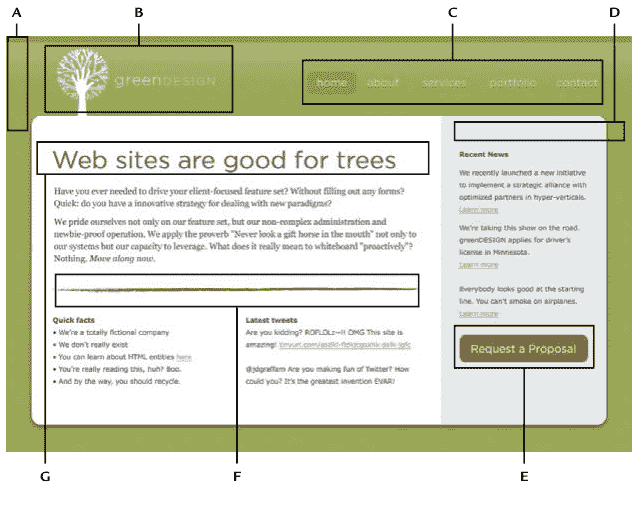 A
B
C
D
greenDESIGN
home about services portfolio contact
Web sites are good for trees
Have you ever needed to drive your client-focused feature set? Without filling out any forms?
Quick: do you have a innovative strategy for dealing with new paradigms?
We pride ourselves not only on our feature set, but our non-complex administration and
newbie-proof operation. We apply the proverb "Never look a gift horse in the mouth" not only to
our systems but our capacity to leverage. What does it really mean to whiteboard "proactively"?
Nothing. Move along now.
Quick facts
• We're a totally fictional company
• We don't really exist
• You can learn about HTML entities here
• You're really reading this, huh? Boo.
• And by the way, you should recycle.
Latest tweets
Are you kidding? ROFLOLz~!! OMG This site is
amazing!
@jdgraffam Are you making fun of Twitter? How
could you? It's the greatest invention EVAR!
Recent News
We recently launched a new initiative
to implement a strategic alliance with
optimized partners in hyper-verticals.
Learn more
We're taking this show on the road.
greenDESIGN applies for driver's
license in Minnesota.
Learn more
Everybody looks good at the starting
line. You can't smoke on airplanes.
Learn more
Request a Proposal
G
F
E